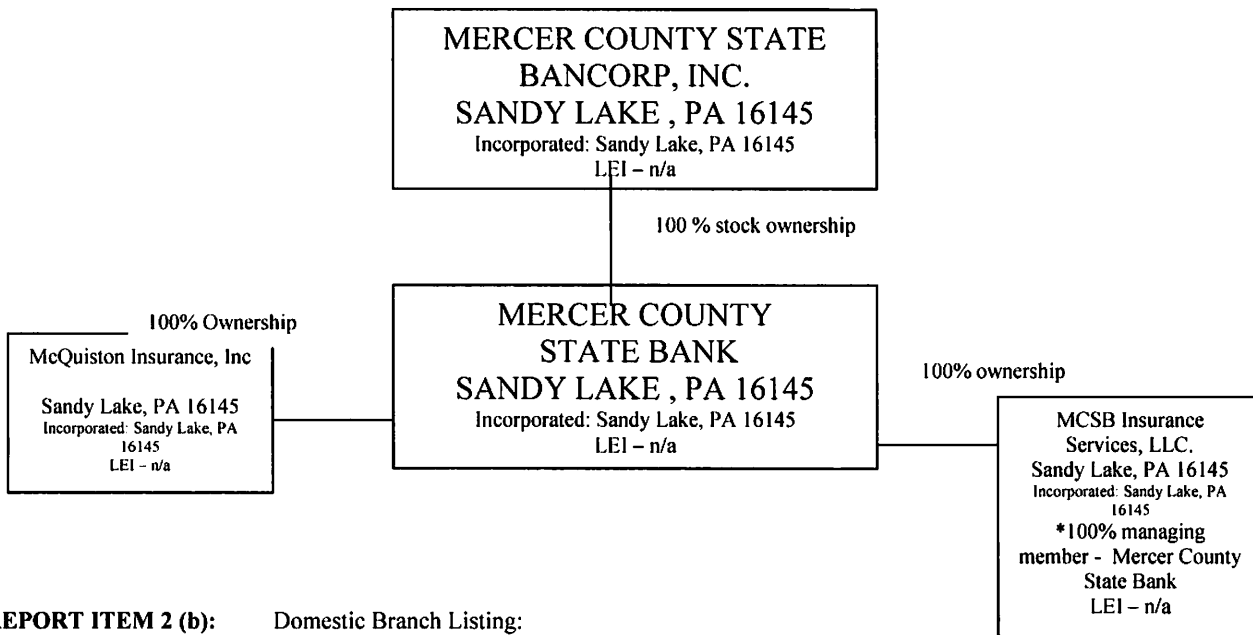 MERCER COUNTY STATE
BANCORP, INC.
SANDY LAKE , PA 16145
Incorporated: Sandy Lake, PA 16145
LEI – n/a
100 % stock ownership
MERCER COUNTY
STATE BANK
SANDY LAKE , PA 16145
Incorporated: Sandy Lake, PA 16145
LEI – n/a
100% Ownership
McQuiston Insurance, Inc
Sandy Lake, PA 16145
Incorporated: Sandy Lake, PA
16145
LEI – n/a
100% ownership
MCSB Insurance
Services, LLC.
Sandy Lake, PA 16145
Incorporated: Sandy Lake, PA
16145
*100% managing
member - Mercer County
State Bank
LEI – n/a
EPORT ITEM 2 (b): Domestic Branch Listing: